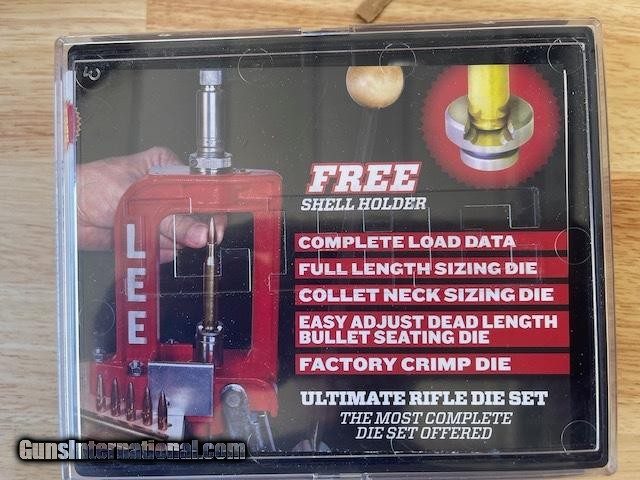 LEE
FREE
SHELL HOLDER
COMPLETE LOAD DATA
FULL LENGTH SIZING DIE
COLLET NECK SIZING DIE
EASY ADJUST DEAD LENGTH
BULLET SEATING DIE
FACTORY CRIMP DIE
ULTIMATE RIFLE DIE SET
THE MOST COMPLETE
DIE SET OFFERED
GunsInternational.com